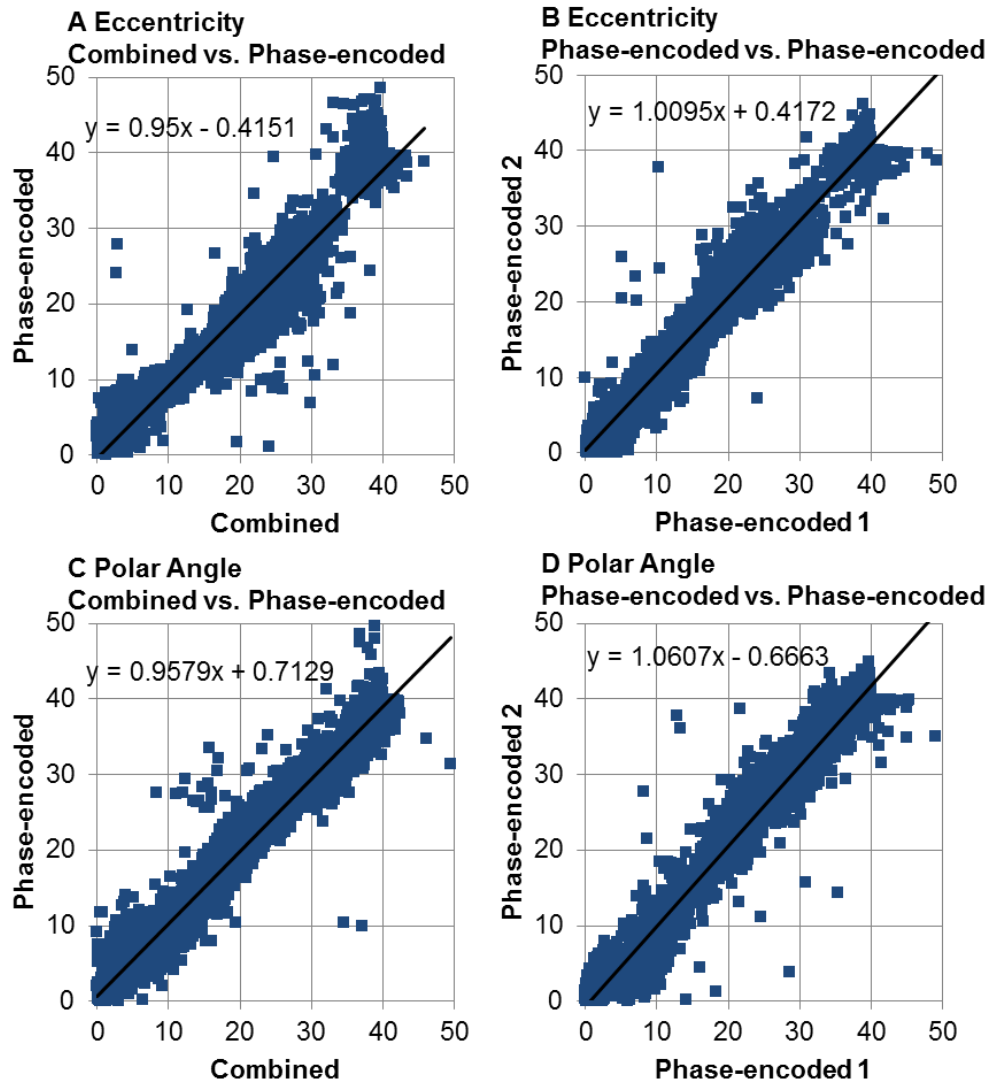 A Eccentricity
Combined vs. Phase-encoded
50
40
30
20
10
0
y = 0.95x - 0.4151
Phase-encoded
0 10 20 30 40 50
Combined
B Eccentricity
Phase-encoded vs. Phase-encoded
50
40
30
20
10
0
y = 1.0095x + 0.4172
Phase-encoded 2
0 10 20 30 40 50
Phase-encoded 1
C Polar Angle
Combined vs. Phase-encoded
50
40
30
20
10
0
y = 0.9579x + 0.7129
Phase-encoded
0 10 20 30 40 50
Combined
D Polar Angle
Phase-encoded vs. Phase-encoded
50
40
30
20
10
0
y = 1.0607x - 0.6663
Phase-encoded 2
0 10 20 30 40 50
Phase-encoded 1